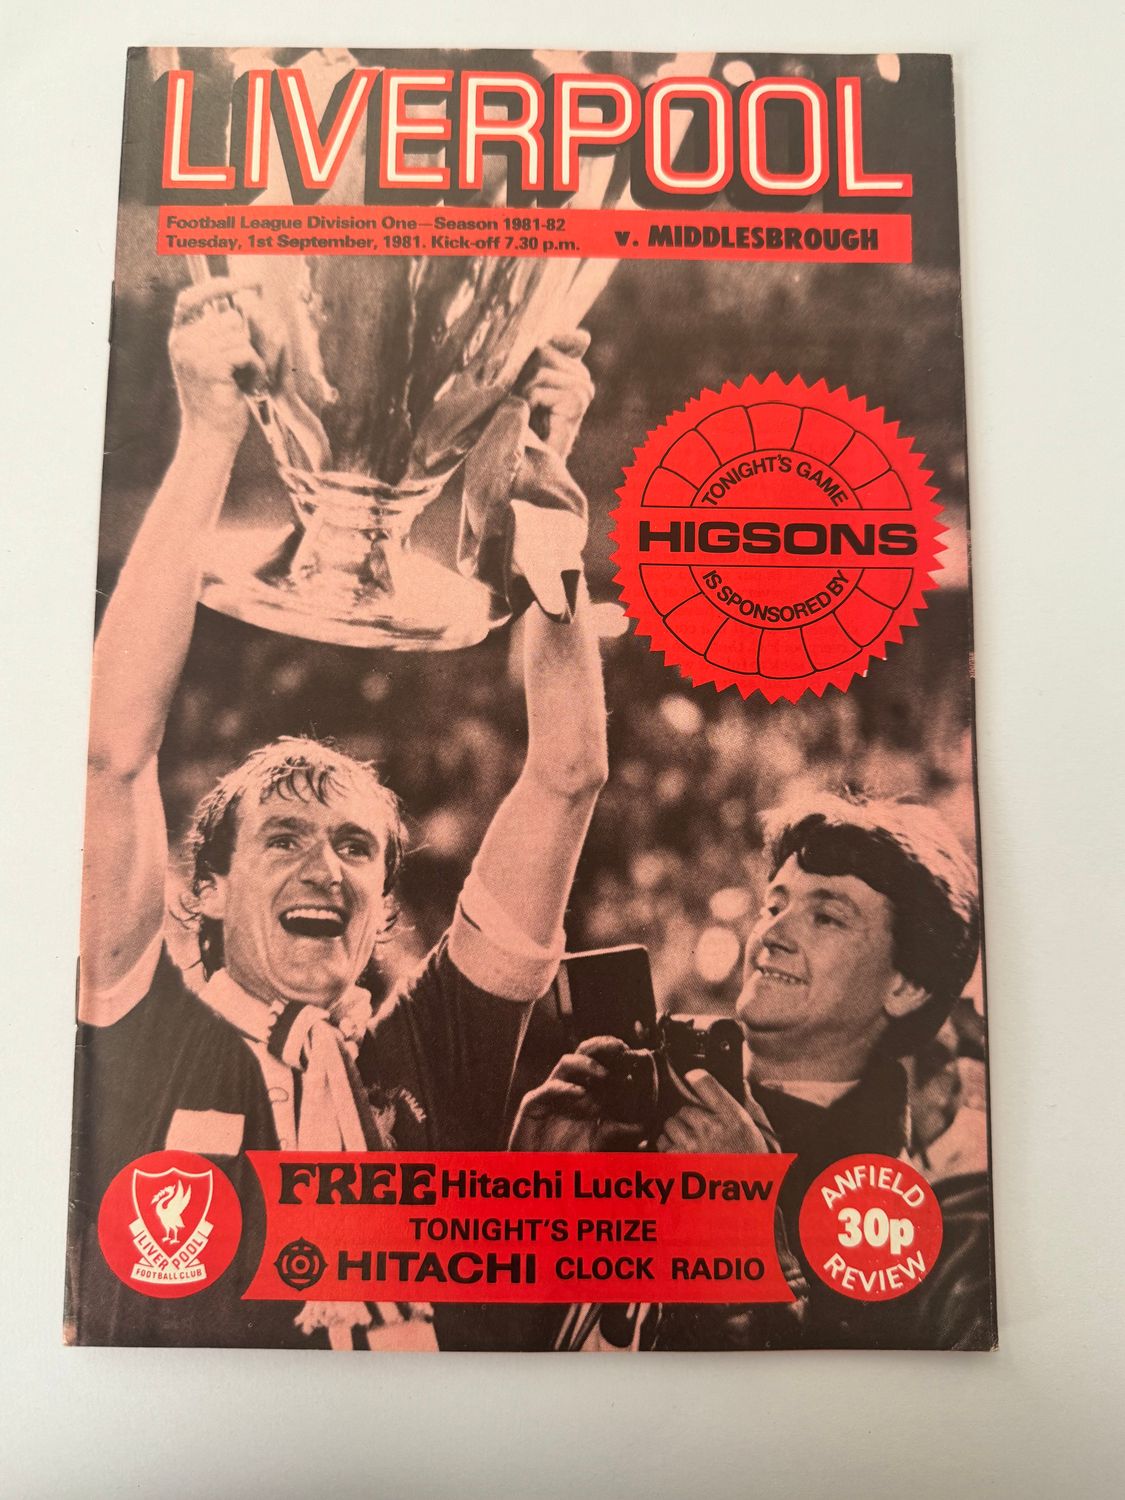 LIVERPOOL
Football League Division One—Season 1981-82
Tuesday, 1st September, 1981. Kick-off 7.30 p.m.
v. MIDDLESBROUGH
TONIGHT'S GAME
HIGSONS
IS SPONSORED BY
FREE Hitachi Lucky Draw
TONIGHT'S PRIZE
HITACHI CLOCK RADIO
LIVERPOOL
FOOTBALL CLUB
ANFIELD
30p
REVIEW